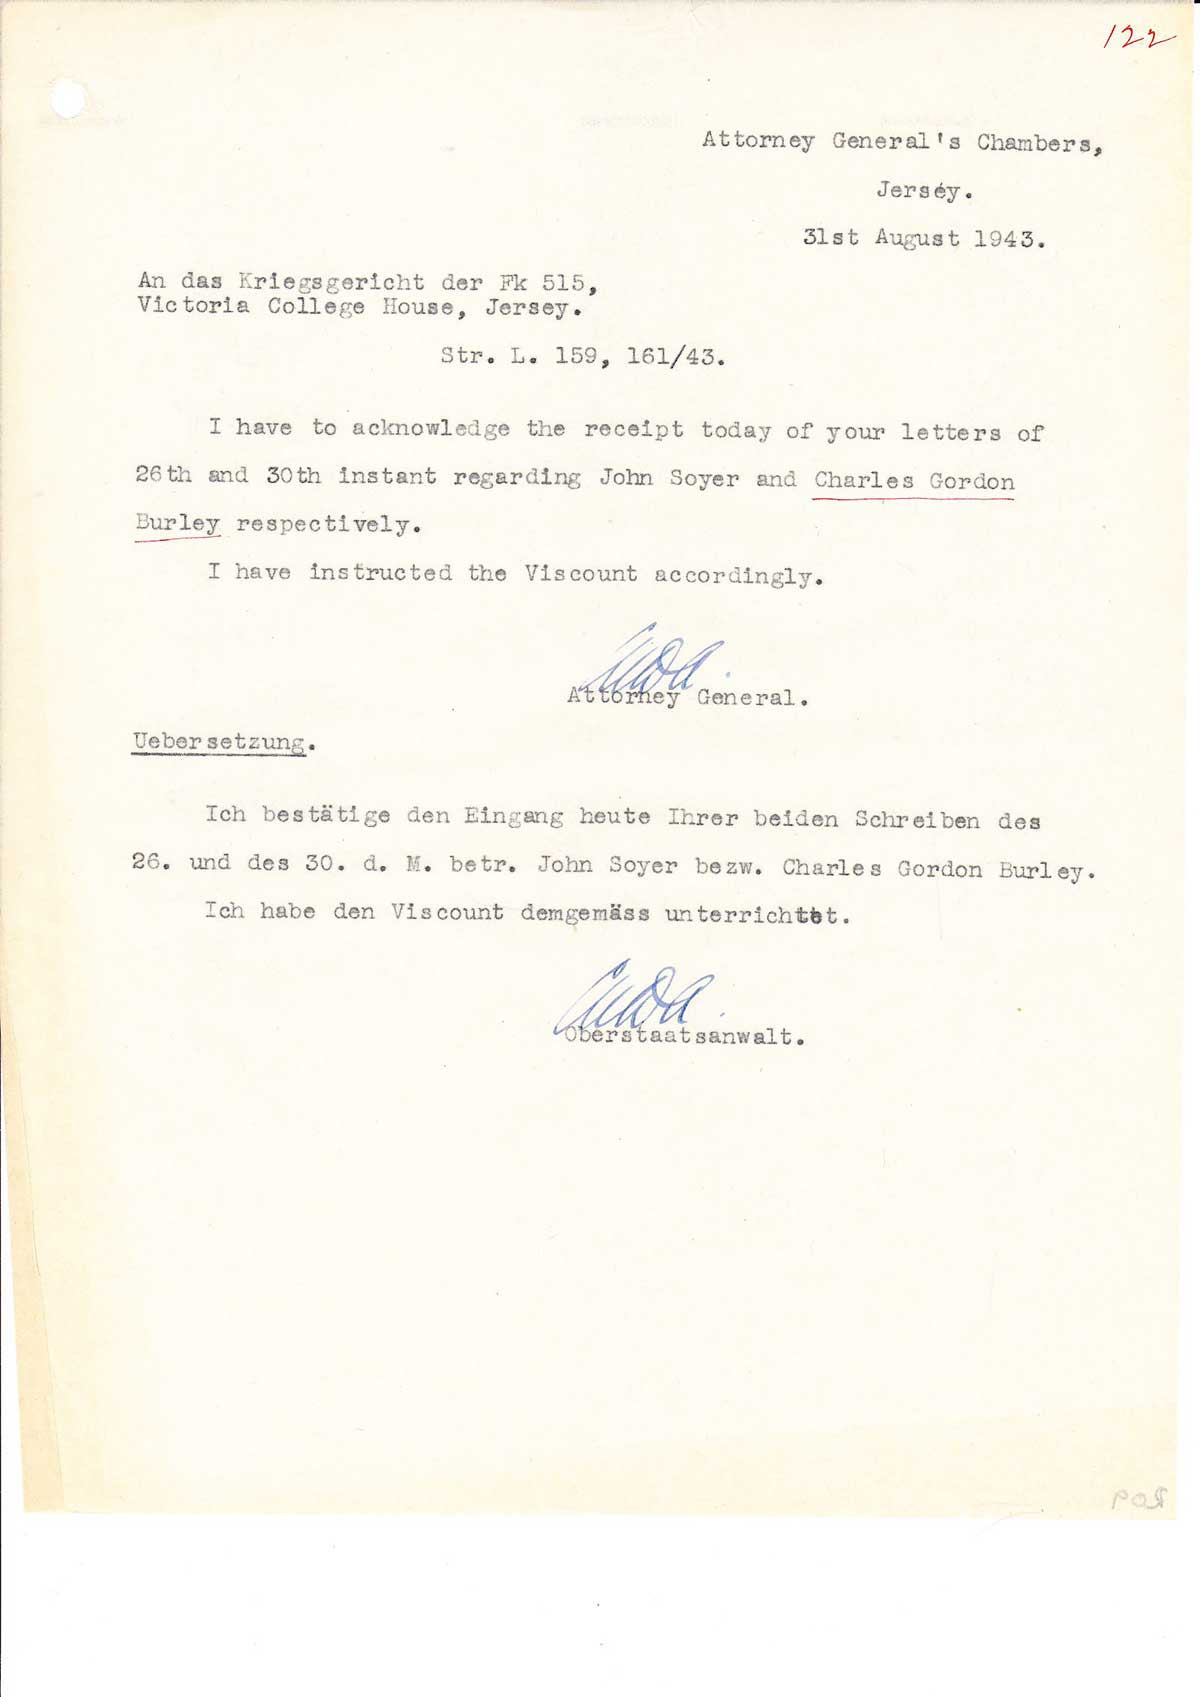 122
Attorney General's Chambers,
Jersey.
31st August 1943.
An das Kriegsgericht der Fk 515,
Victoria College House, Jersey.
Str. L. 159, 161/43.
I have to acknowledge the receipt today of your letters of
26th and 30th instant regarding John Soyer and Charles Gordon
Burley respectively.
I have instructed the Viscount accordingly.
Attorney General.
Uebersetzung.
Ich bestätige den Eingang heute Ihrer beiden Schreiben des
26. und des 30. d. M. betr. John Soyer bezw. Charles Gordon Burley.
Ich habe den Viscount demgemäss unterrichtet.
Oberstaatsanwalt.